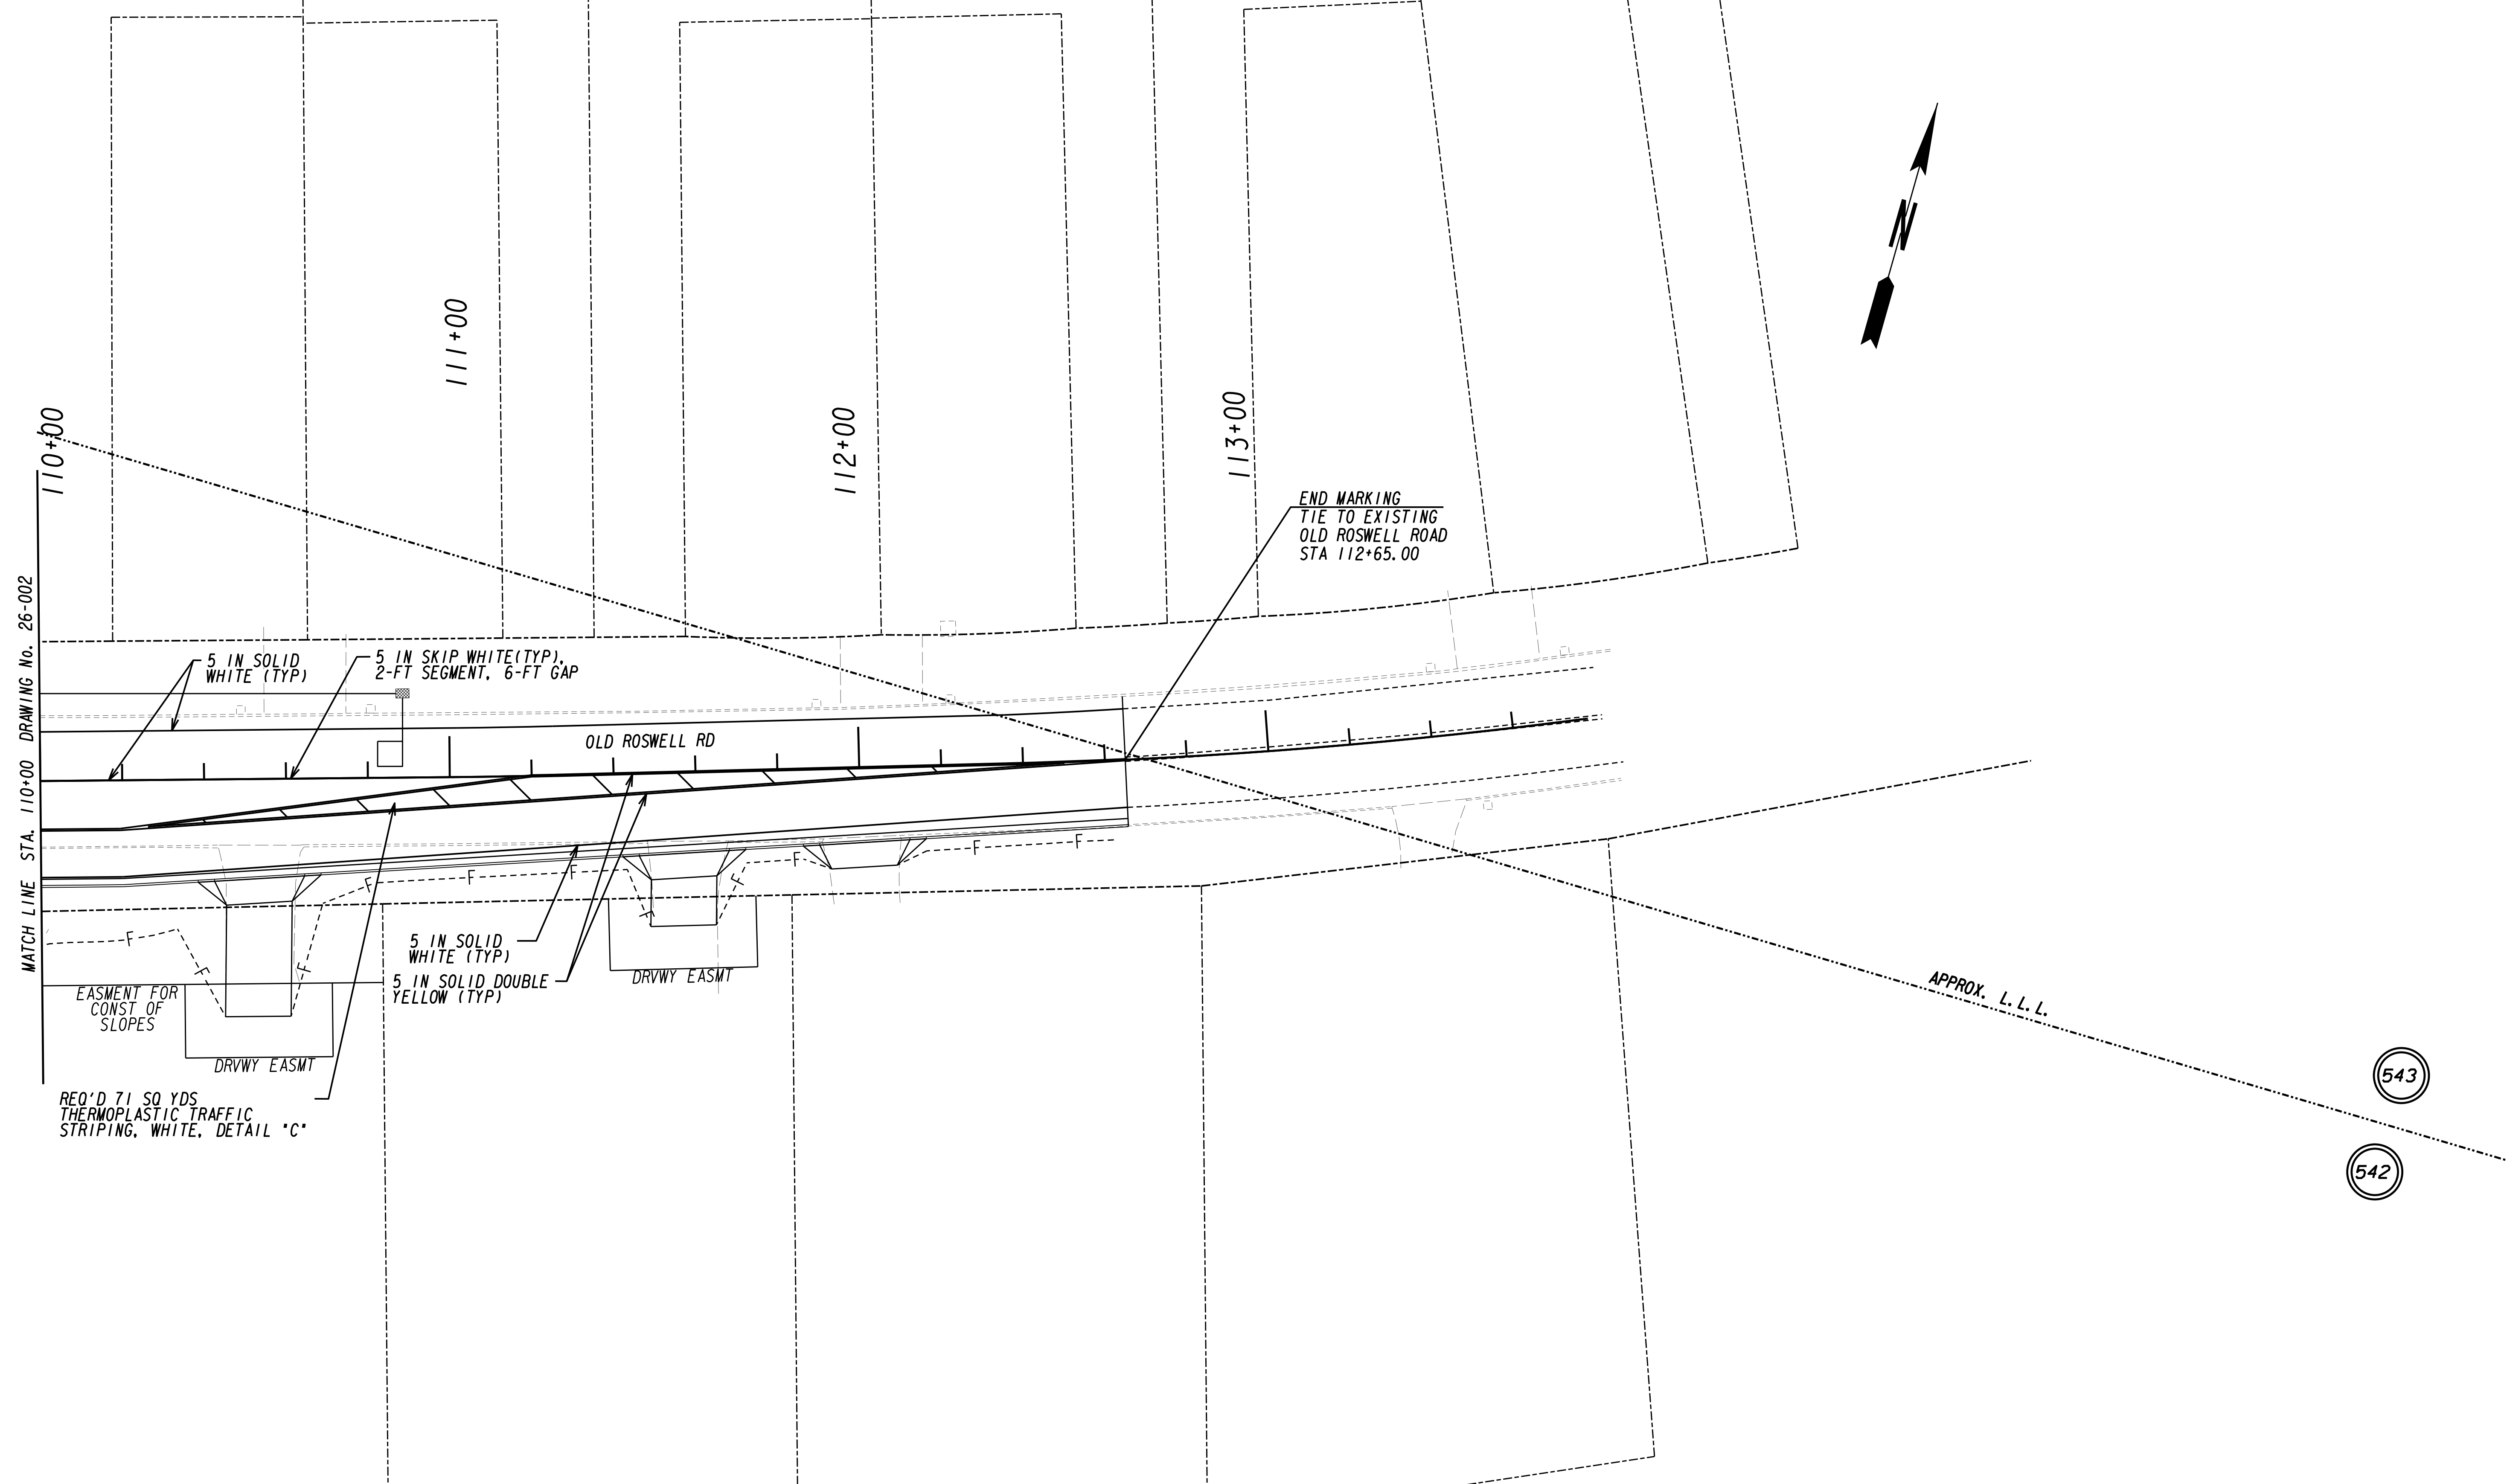 111+00
110+00
112+00
113+00
N
END MARKING
TIE TO EXISTING
OLD ROSWELL ROAD
STA 112+65.00
MATCH LINE STA. 110+00 DRAWING No. 26-002
5 IN SOLID
WHITE (TYP)
5 IN SKIP WHITE(TYP),
2-FT SEGMENT, 6-FT GAP
OLD ROSWELL RD
F
F
F
F
F
F
F
F
F
F
F
F
5 IN SOLID
WHITE (TYP)
5 IN SOLID DOUBLE
YELLOW (TYP)
DRVWY EASMT
EASMENT FOR
CONST OF
SLOPES
DRVWY EASMT
REQ'D 71 SQ YDS
THERMOPLASTIC TRAFFIC
STRIPING, WHITE, DETAIL "C"
APPROX. L.L.L.
543
542